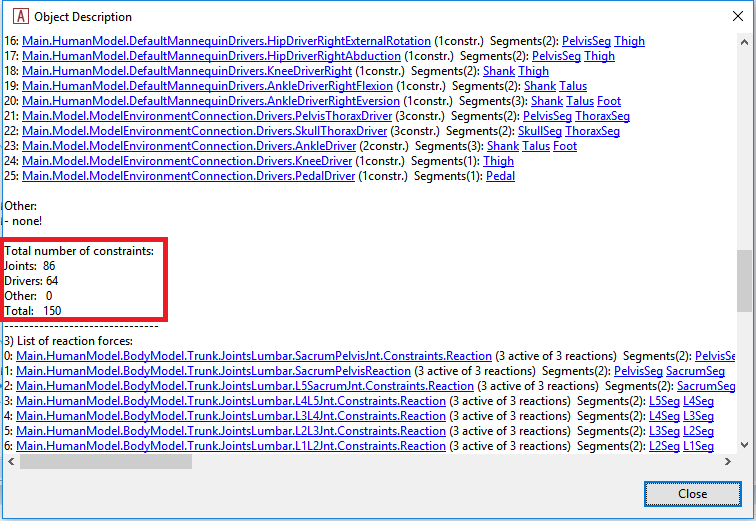 Object Description
16: Main.HumanModel.DefaultMannequinDrivers.HipDriverRightExternalRotation (1constr.) Segments(2): PelvisSeg Thigh
17: Main.HumanModel.DefaultMannequinDrivers.HipDriverRightAbduction (1constr.) Segments(2): PelvisSeg Thigh
18: Main.HumanModel.DefaultMannequinDrivers.KneeDriverRight (1constr.) Segments(2): Shank Thigh
19: Main.HumanModel.DefaultMannequinDrivers.AnkleDriverRightFlexion (1constr.) Segments(2): Shank Talus
20: Main.HumanModel.DefaultMannequinDrivers.AnkleDriverRightEversion (1constr.) Segments(3): Shank Talus Foot
21: Main.Model.ModelEnvironmentConnection.Drivers.PelvisThoraxDriver (3constr.) Segments(2): PelvisSeg ThoraxSeg
22: Main.Model.ModelEnvironmentConnection.Drivers.SkullThoraxDriver (3constr.) Segments(2): SkullSeg ThoraxSeg
23: Main.Model.ModelEnvironmentConnection.Drivers.AnkleDriver (2constr.) Segments(3): Shank Talus Foot
24: Main.Model.ModelEnvironmentConnection.Drivers.KneeDriver (1constr.) Segments(1): Thigh
25: Main.Model.ModelEnvironmentConnection.Drivers.PedalDriver (1constr.) Segments(1): Pedal
Other:
- none!
Total number of constraints:
Joints: 86
Drivers: 64
Other: 0
Total: 150
-------------------------------
3) List of reaction forces:
0: Main.HumanModel.BodyModel.Trunk.JointsLumbar.SacrumPelvisJnt.Constraints.Reaction (3 active of 3 reactions) Segments(2): PelvisSe
1: Main.HumanModel.BodyModel.Trunk.JointsLumbar.SacrumPelvisReaction (3 active of 3 reactions) Segments(2): PelvisSeg SacrumSeg
2: Main.HumanModel.BodyModel.Trunk.JointsLumbar.L5SacrumJnt.Constraints.Reaction (3 active of 3 reactions) Segments(2): SacrumSeg
3: Main.HumanModel.BodyModel.Trunk.JointsLumbar.L4L5Jnt.Constraints.Reaction (3 active of 3 reactions) Segments(2): L5Seg L4Seg
4: Main.HumanModel.BodyModel.Trunk.JointsLumbar.L3L4Jnt.Constraints.Reaction (3 active of 3 reactions) Segments(2): L4Seg L3Seg
5: Main.HumanModel.BodyModel.Trunk.JointsLumbar.L2L3Jnt.Constraints.Reaction (3 active of 3 reactions) Segments(2): L3Seg L2Seg
6: Main.HumanModel.BodyModel.Trunk.JointsLumbar.L1L2Jnt.Constraints.Reaction (3 active of 3 reactions) Segments(2): L2Seg L1Seg
Close